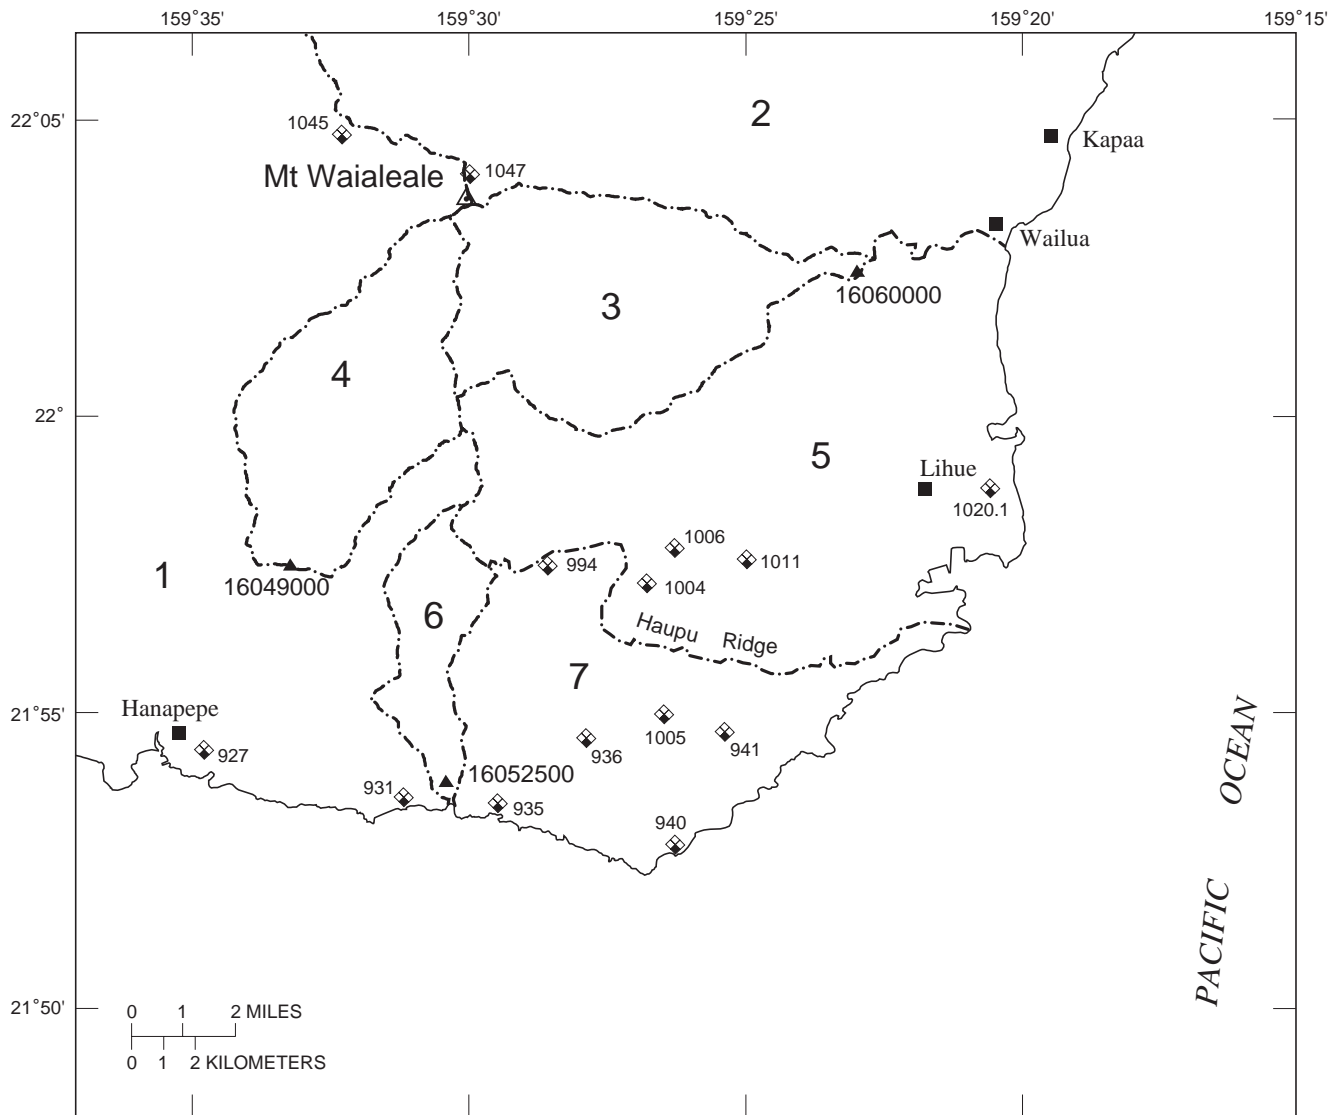 159°35' 159°30' 159°25' 159°20' 159°15'
22°05'
2
1045
Kapaa
Mt Waialeale
1047
Wailua
16060000
3
4
22°
5
Lihue
1020.1
1006
1011
994
1004
1
16049000
6
Haupu Ridge
7
21°55'
Hanapepe
927
1005
941
936
16052500
931
935
940
PACIFIC OCEAN
21°50'
0 1 2 MILES
0 1 2 KILOMETERS